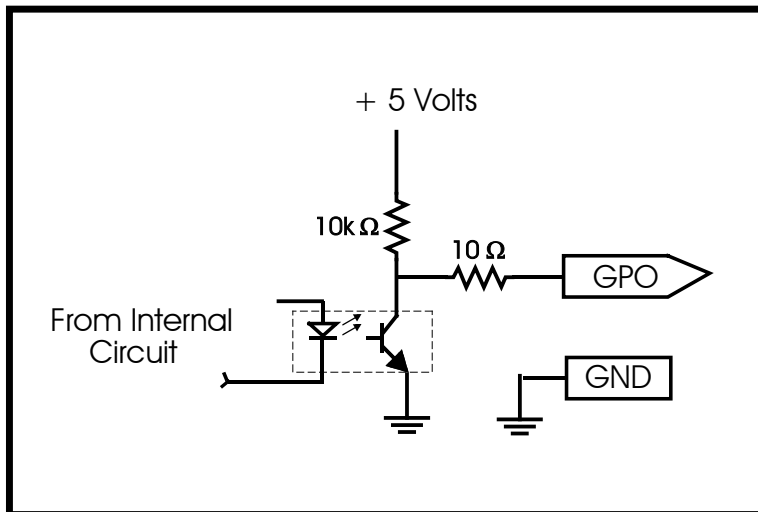 + 5 Volts
10k Ω
10 Ω
GPO
From Internal
Circuit
GND